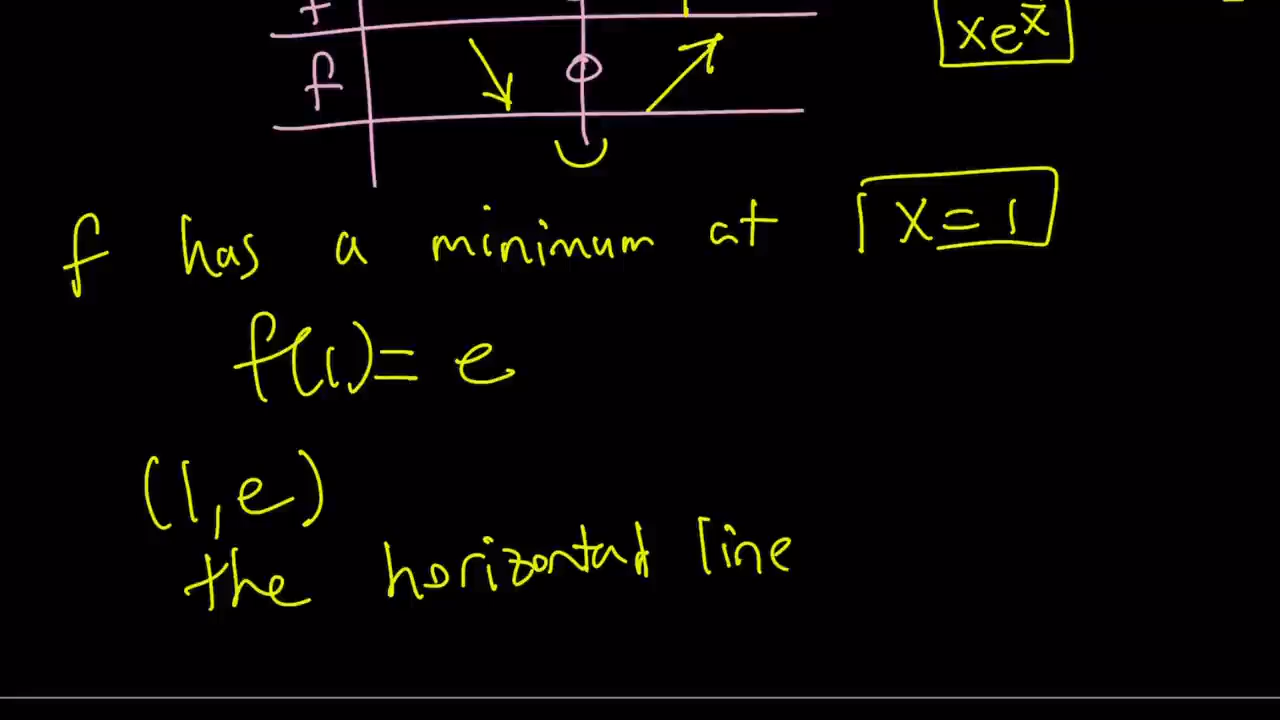 f
xe^x
f has a minimum at x = 1
f(1) = e
(1, e)
the horizontal line